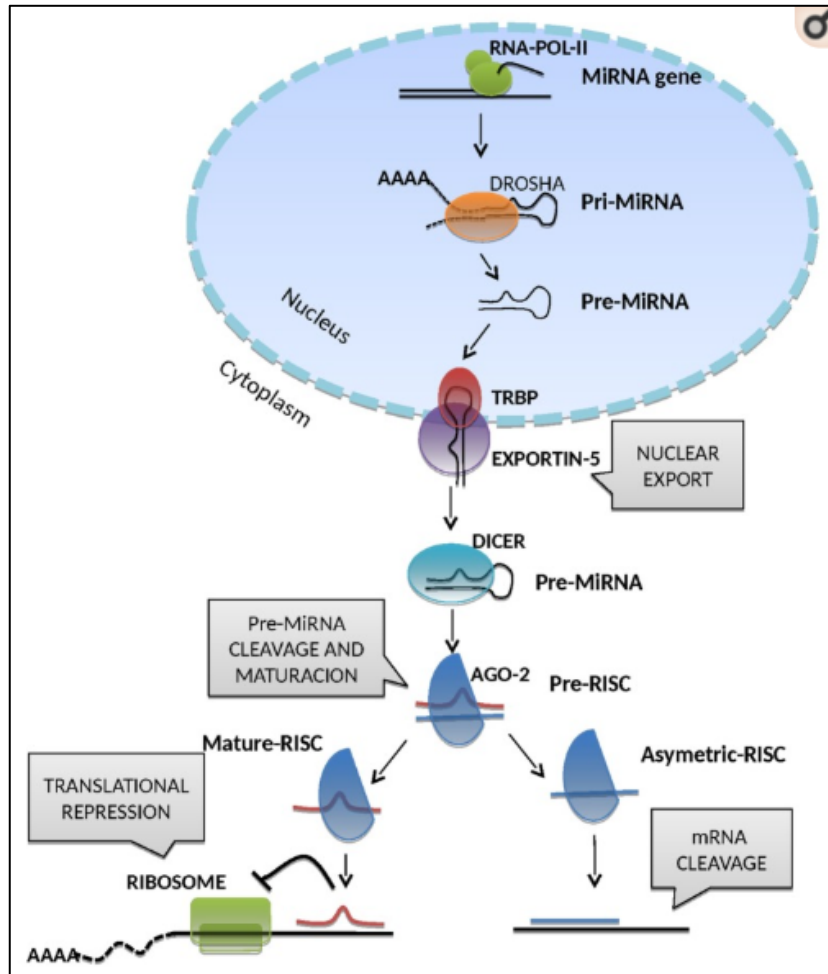 RNA-POL-II
MiRNA gene
AAAA
DROSHA
Pri-MiRNA
Pre-MiRNA
Nucleus
Cytoplasm
TRBP
EXPORTIN-5
NUCLEAR
EXPORT
DICER
Pre-MiRNA
Pre-MiRNA
CLEAVAGE AND
MATURACION
AGO-2
Pre-RISC
Mature-RISC
Asymetric-RISC
TRANSLATIONAL
REPRESSION
mRNA
CLEAVAGE
RIBOSOME
AAAA